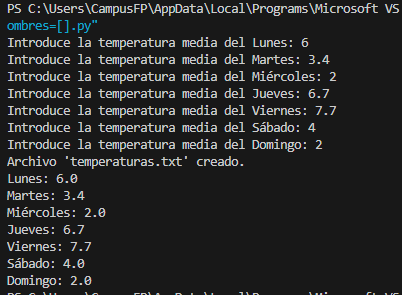 PS C:\Users\CampusFP\AppData\Local\Programs\Microsoft VS
ombres=[].py"
Introduce la temperatura media del Lunes: 6
Introduce la temperatura media del Martes: 3.4
Introduce la temperatura media del Miércoles: 2
Introduce la temperatura media del Jueves: 6.7
Introduce la temperatura media del Viernes: 7.7
Introduce la temperatura media del Sábado: 4
Introduce la temperatura media del Domingo: 2
Archivo 'temperaturas.txt' creado.
Lunes: 6.0
Martes: 3.4
Miércoles: 2.0
Jueves: 6.7
Viernes: 7.7
Sábado: 4.0
Domingo: 2.0